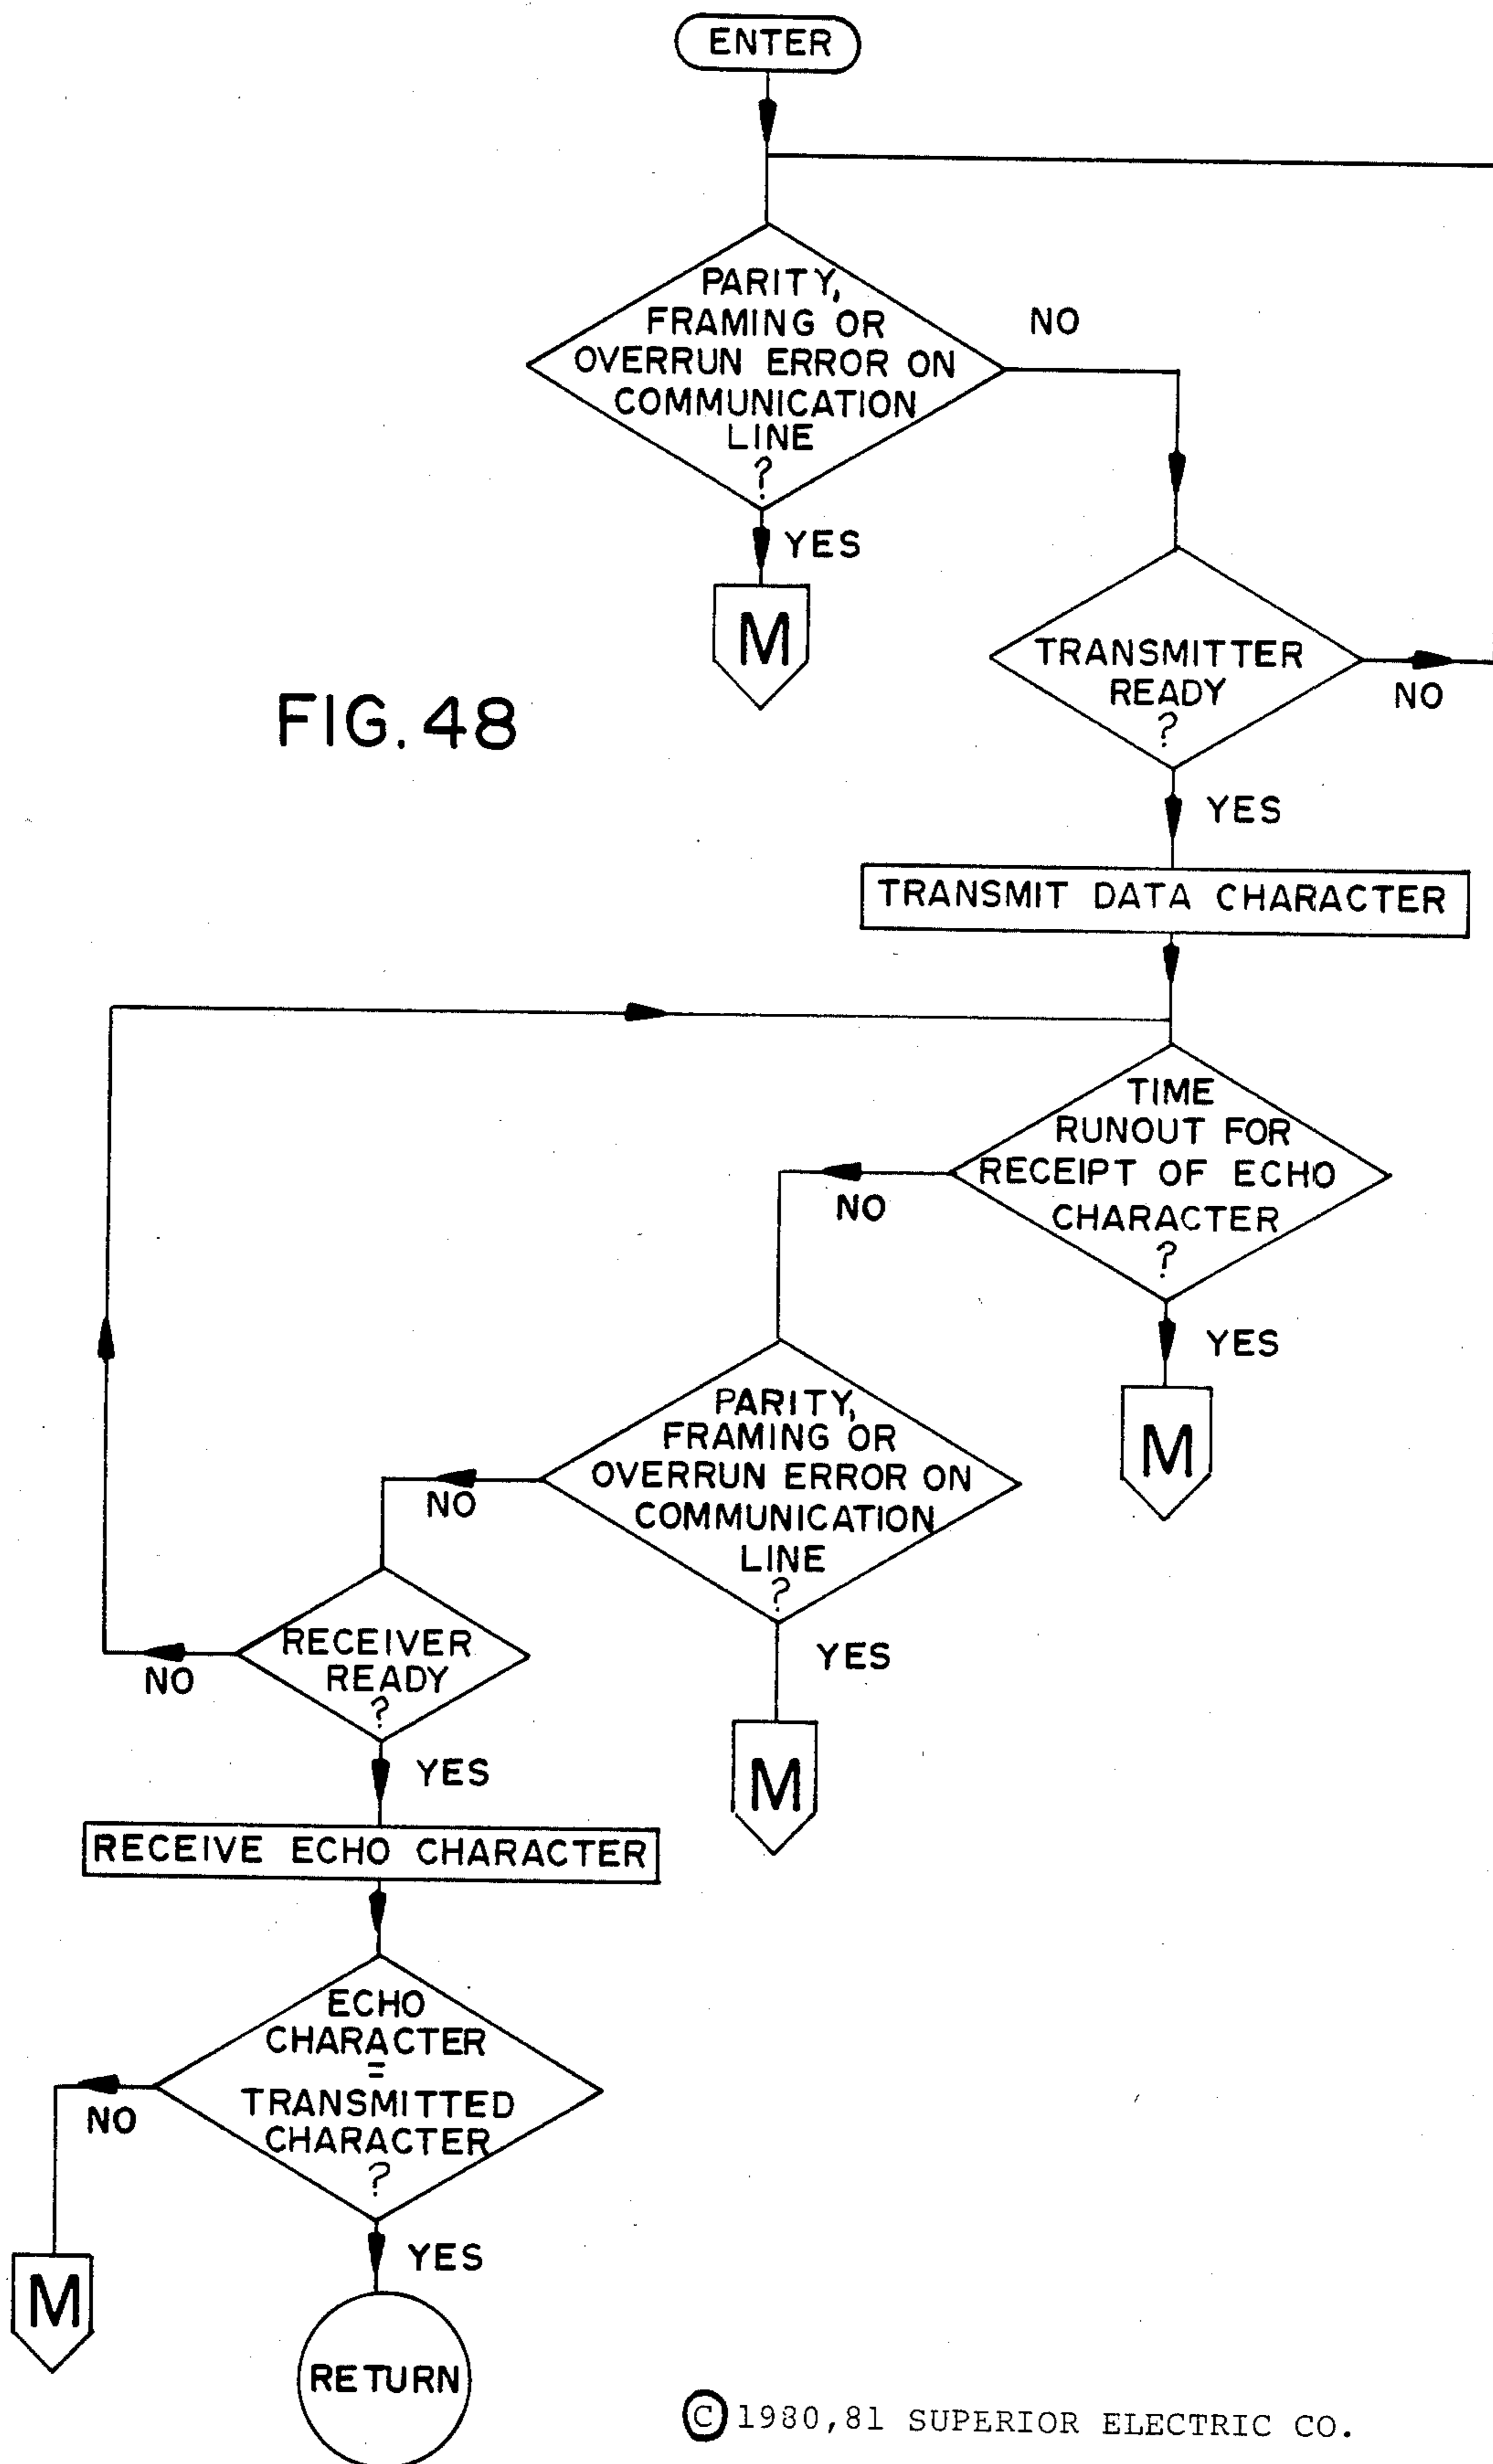 ENTER
PARITY,
FRAMING OR
OVERRUN ERROR ON
COMMUNICATION
LINE
?
NO
YES
M
TRANSMITTER
READY
?
NO
FIG. 48
YES
TRANSMIT DATA CHARACTER
TIME
RUNOUT FOR
RECEIPT OF ECHO
CHARACTER
?
NO
YES
M
PARITY,
FRAMING OR
OVERRUN ERROR ON
COMMUNICATION
LINE
?
NO
YES
M
RECEIVER
READY
?
NO
YES
RECEIVE ECHO CHARACTER
ECHO
CHARACTER
=
TRANSMITTED
CHARACTER
?
NO
YES
M
RETURN
© 1980,81 SUPERIOR ELECTRIC CO.